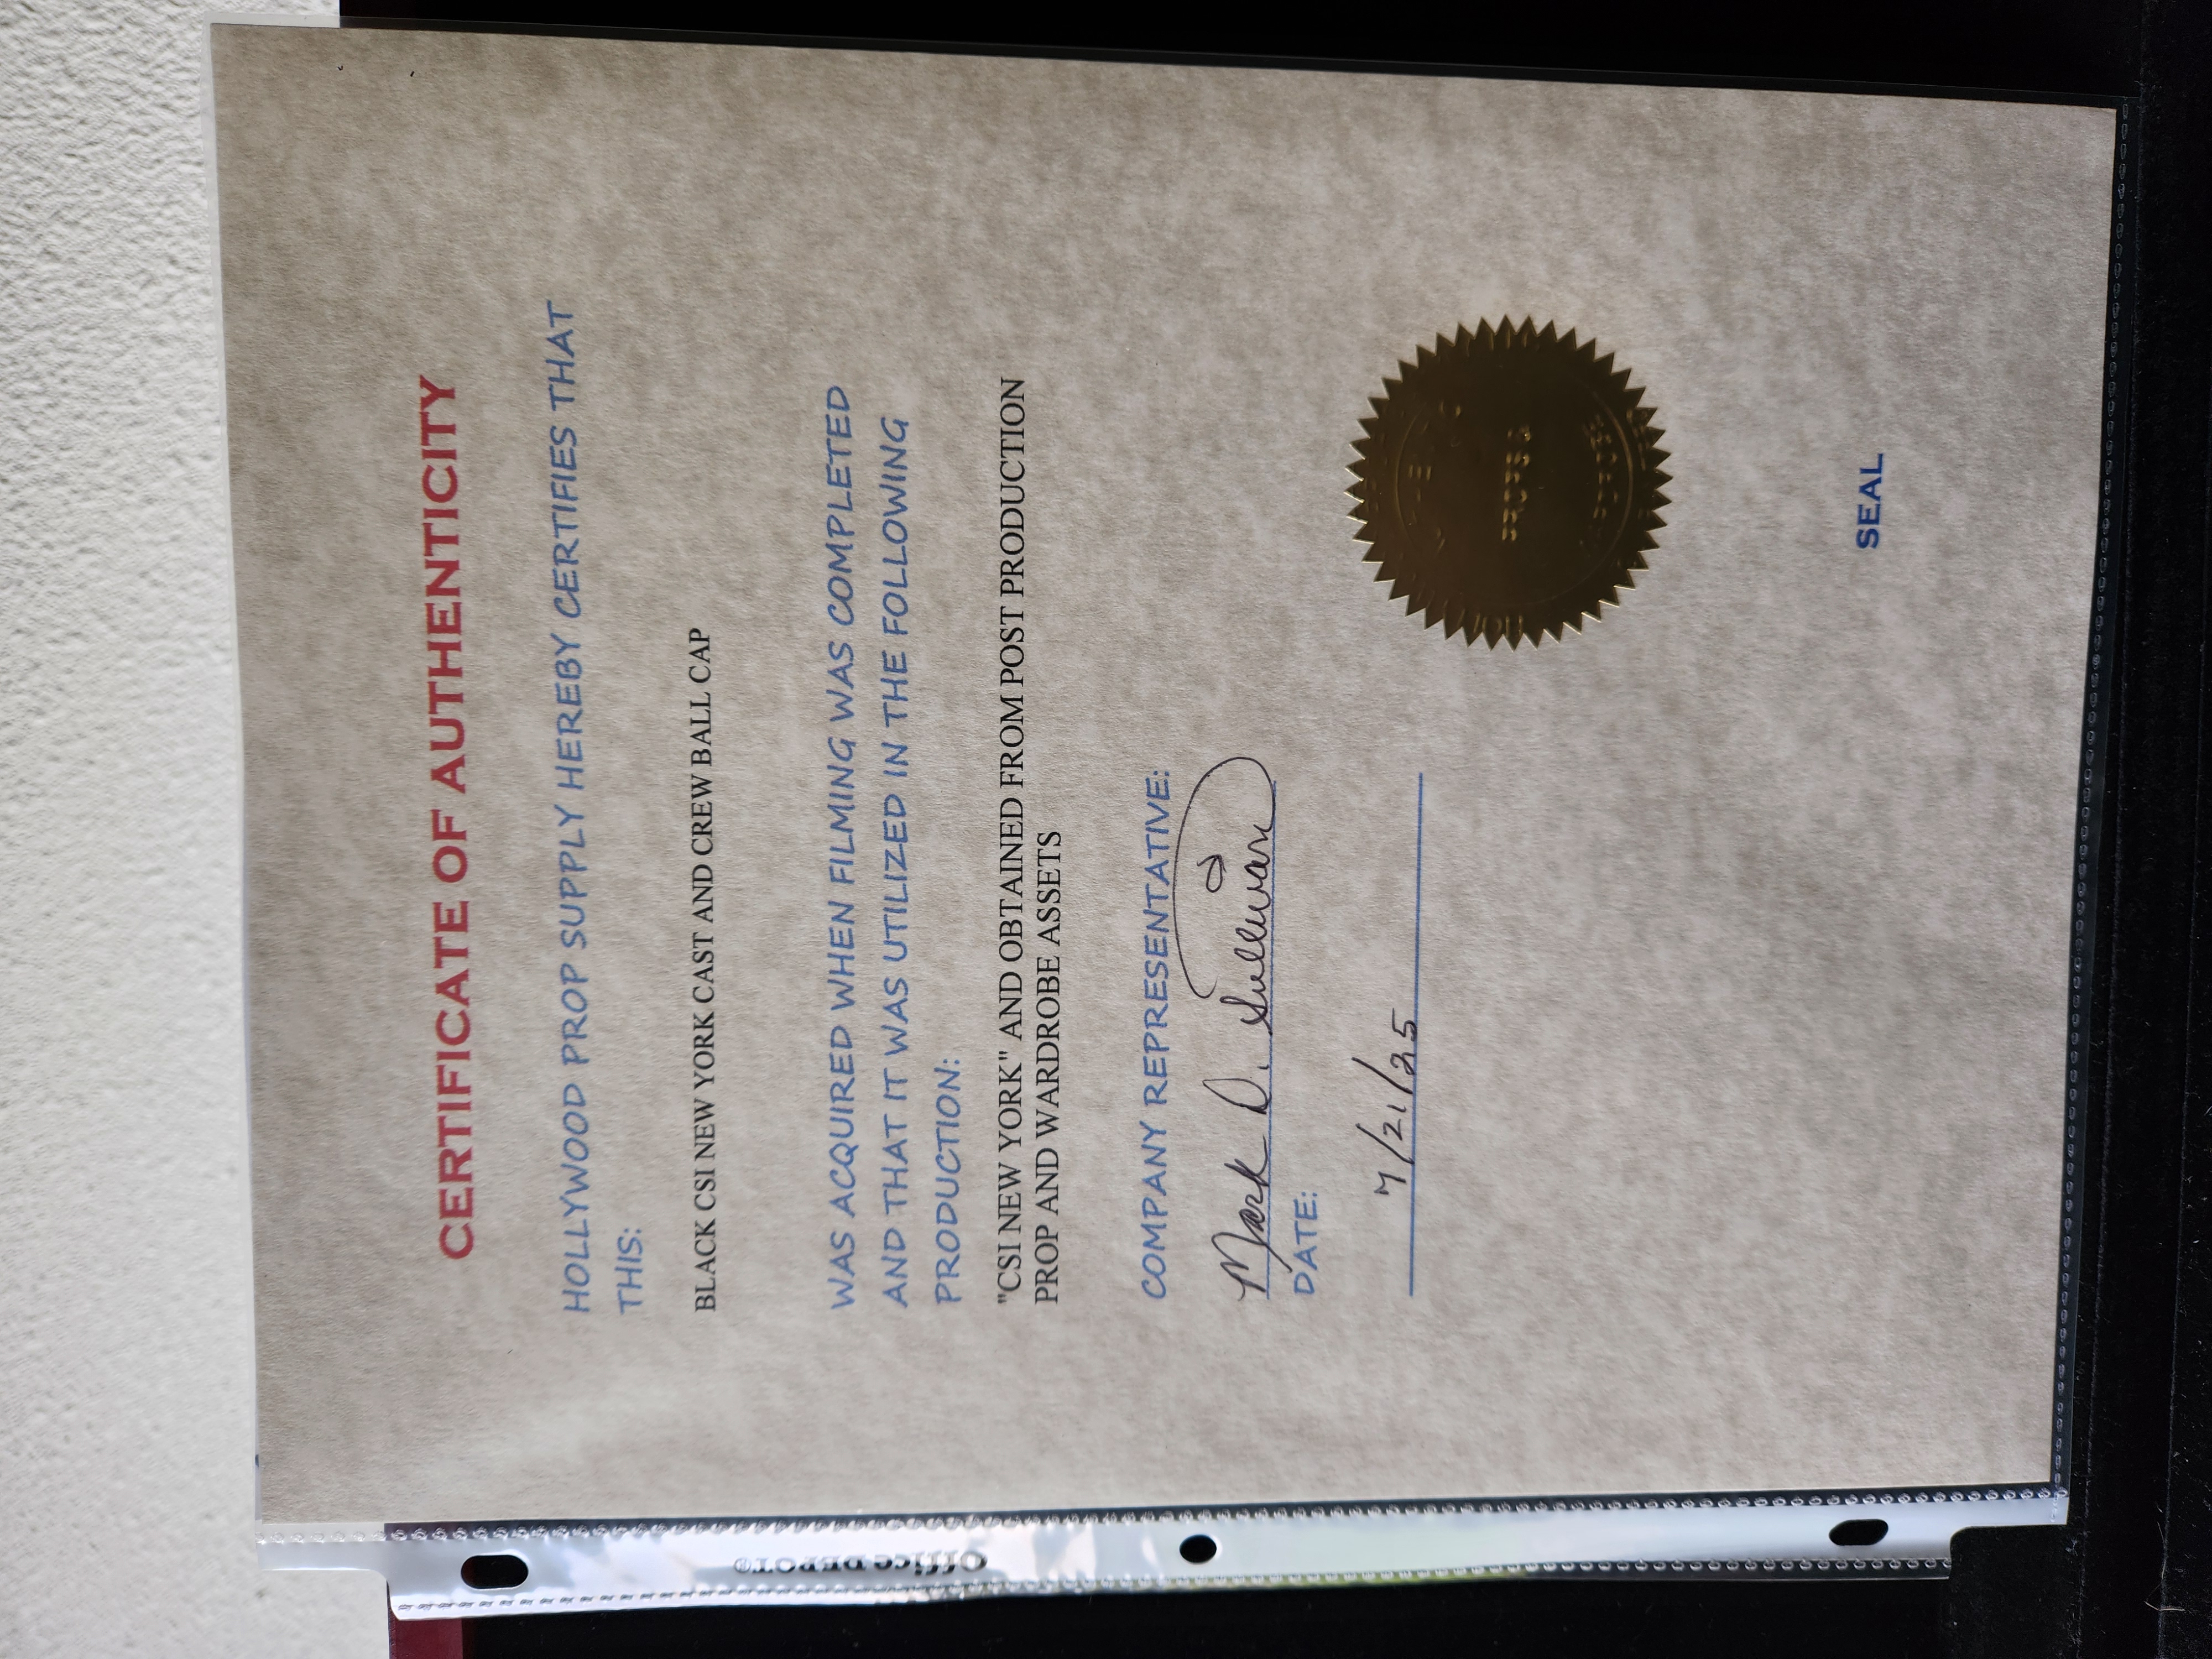 CERTIFICATE OF AUTHENTICITY
HOLLYWOOD PROP SUPPLY HEREBY CERTIFIES THAT
THIS:
BLACK CSI NEW YORK CAST AND CREW BALL CAP
WAS ACQUIRED WHEN FILMING WAS COMPLETED
AND THAT IT WAS UTILIZED IN THE FOLLOWING
PRODUCTION:
"CSI NEW YORK" AND OBTAINED FROM POST PRODUCTION
PROP AND WARDROBE ASSETS
COMPANY REPRESENTATIVE:
Mark D. Sullivan
DATE:
7/21/25
SEAL
Office DEPOT®